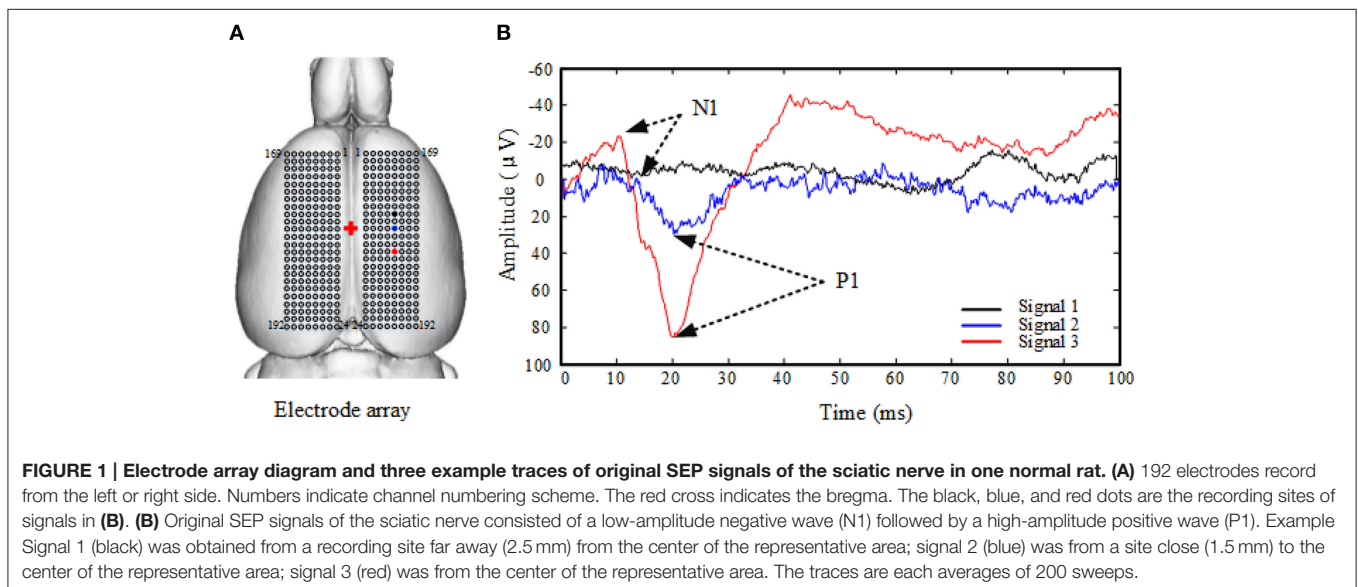 A
B
169 1 1 169
192 24 24 192
Electrode array
-60
-40
-20
0
20
40
60
80
100
Amplitude ( μ V)
N1
P1
Signal 1
Signal 2
Signal 3
0 10 20 30 40 50 60 70 80 90 100
Time (ms)
FIGURE 1 | Electrode array diagram and three example traces of original SEP signals of the sciatic nerve in one normal rat. (A) 192 electrodes record
from the left or right side. Numbers indicate channel numbering scheme. The red cross indicates the bregma. The black, blue, and red dots are the recording sites of
signals in (B). (B) Original SEP signals of the sciatic nerve consisted of a low-amplitude negative wave (N1) followed by a high-amplitude positive wave (P1). Example
Signal 1 (black) was obtained from a recording site far away (2.5 mm) from the center of the representative area; signal 2 (blue) was from a site close (1.5 mm) to the
center of the representative area; signal 3 (red) was from the center of the representative area. The traces are each averages of 200 sweeps.